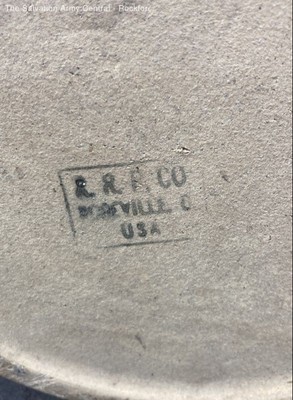 The Salvation Army Central - Rockford
R. R. P. CO
ROSEVILLE. O
USA